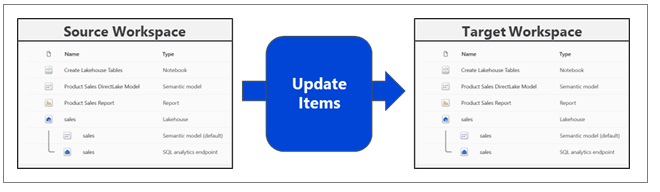 Source Workspace
Name Type
Create Lakehouse Tables Notebook
Product Sales DirectLake Model Semantic model
Product Sales Report Report
sales Lakehouse
sales Semantic model (default)
sales SQL analytics endpoint
Update
Items
Target Workspace
Name Type
Create Lakehouse Tables Notebook
Product Sales DirectLake Model Semantic model
Product Sales Report Report
sales Lakehouse
sales Semantic model (default)
sales SQL analytics endpoint